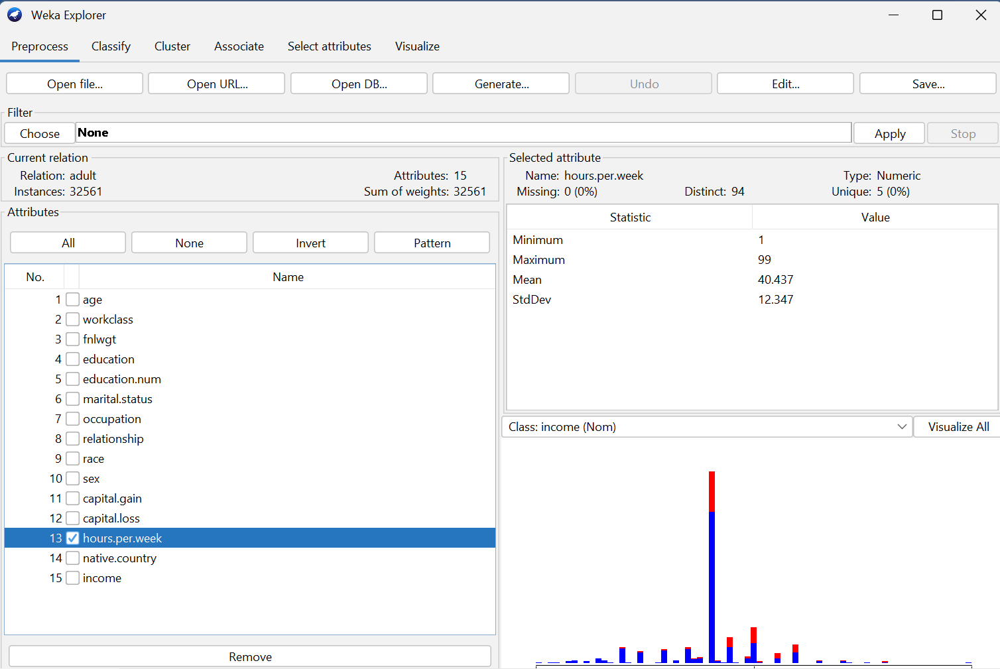 Weka Explorer
Preprocess Classify Cluster Associate Select attributes Visualize
Open file... Open URL... Open DB... Generate... Undo Edit... Save...
Filter
Choose None Apply Stop
Current relation
Relation: adult Attributes: 15
Instances: 32561 Sum of weights: 32561
Attributes
All None Invert Pattern
No. Name
1 age
2 workclass
3 fnlwgt
4 education
5 education.num
6 marital.status
7 occupation
8 relationship
9 race
10 sex
11 capital.gain
12 capital.loss
13 hours.per.week
14 native.country
15 income
Remove
Selected attribute
Name: hours.per.week Type: Numeric
Missing: 0 (0%) Distinct: 94 Unique: 5 (0%)
Statistic Value
Minimum 1
Maximum 99
Mean 40.437
StdDev 12.347
Class: income (Nom) Visualize All